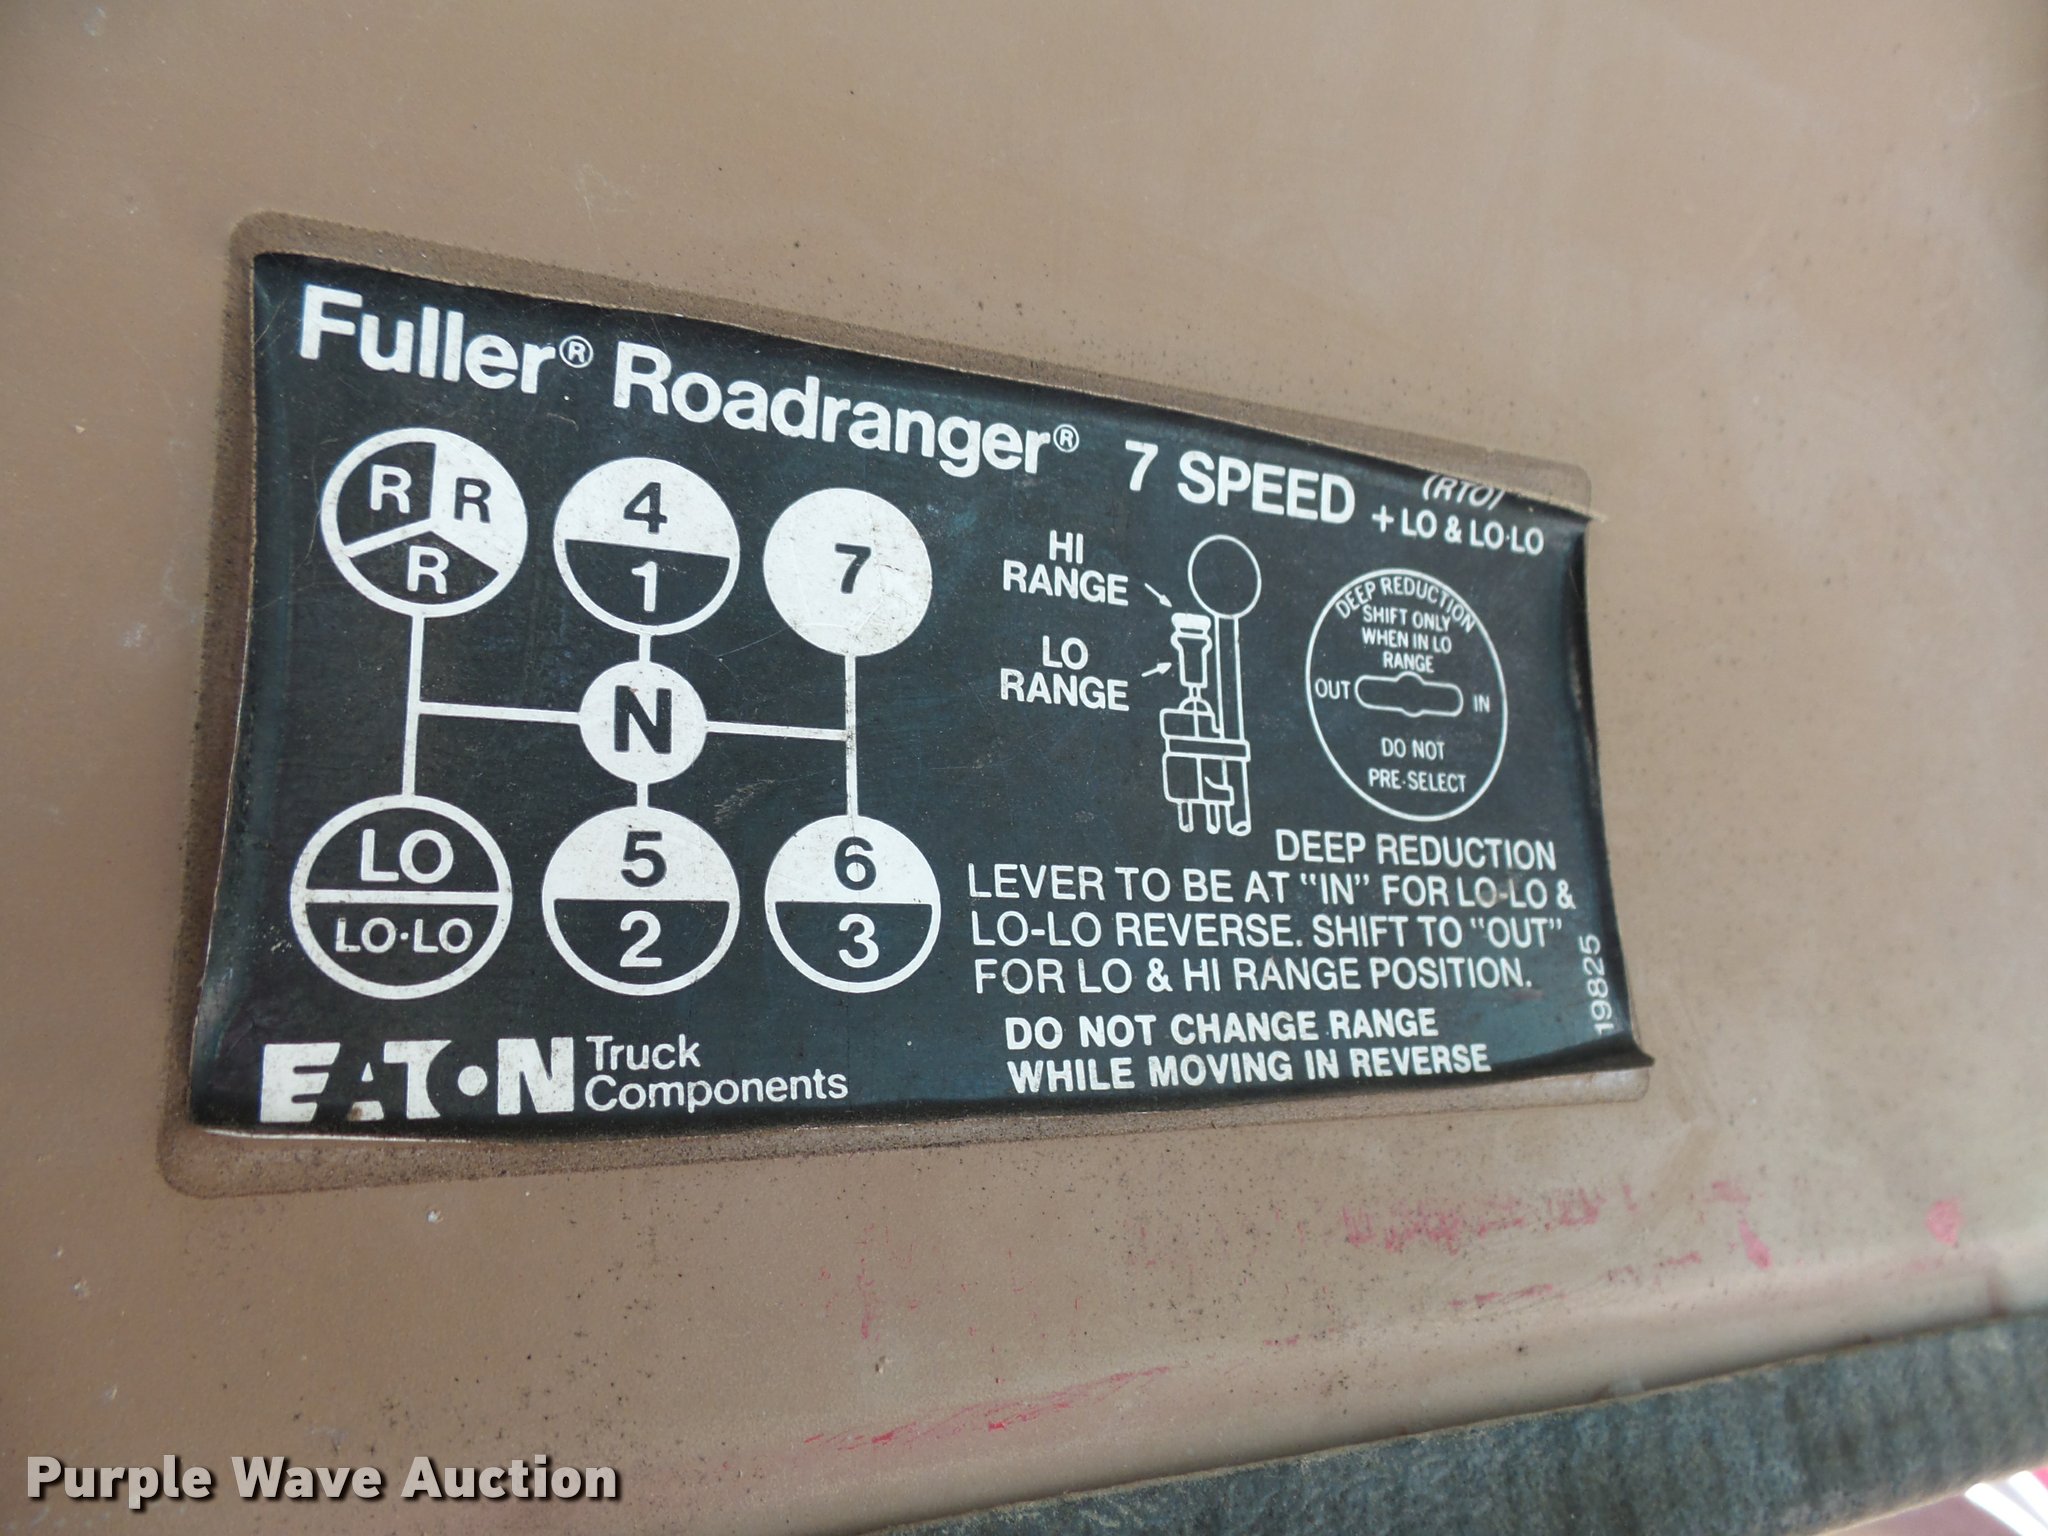 Fuller® Roadranger® 7 SPEED
(RTO)
+ LO & LO·LO
R R
R
4
1
7
N
LO
LO·LO
5
2
6
3
HI
RANGE
LO
RANGE
DEEP REDUCTION
SHIFT ONLY
WHEN IN LO
RANGE
OUT IN
DO NOT
PRE-SELECT
DEEP REDUCTION
LEVER TO BE AT "IN" FOR LO-LO &
LO-LO REVERSE. SHIFT TO "OUT"
FOR LO & HI RANGE POSITION.
DO NOT CHANGE RANGE
WHILE MOVING IN REVERSE
19825
EATON Truck
Components
Purple Wave Auction